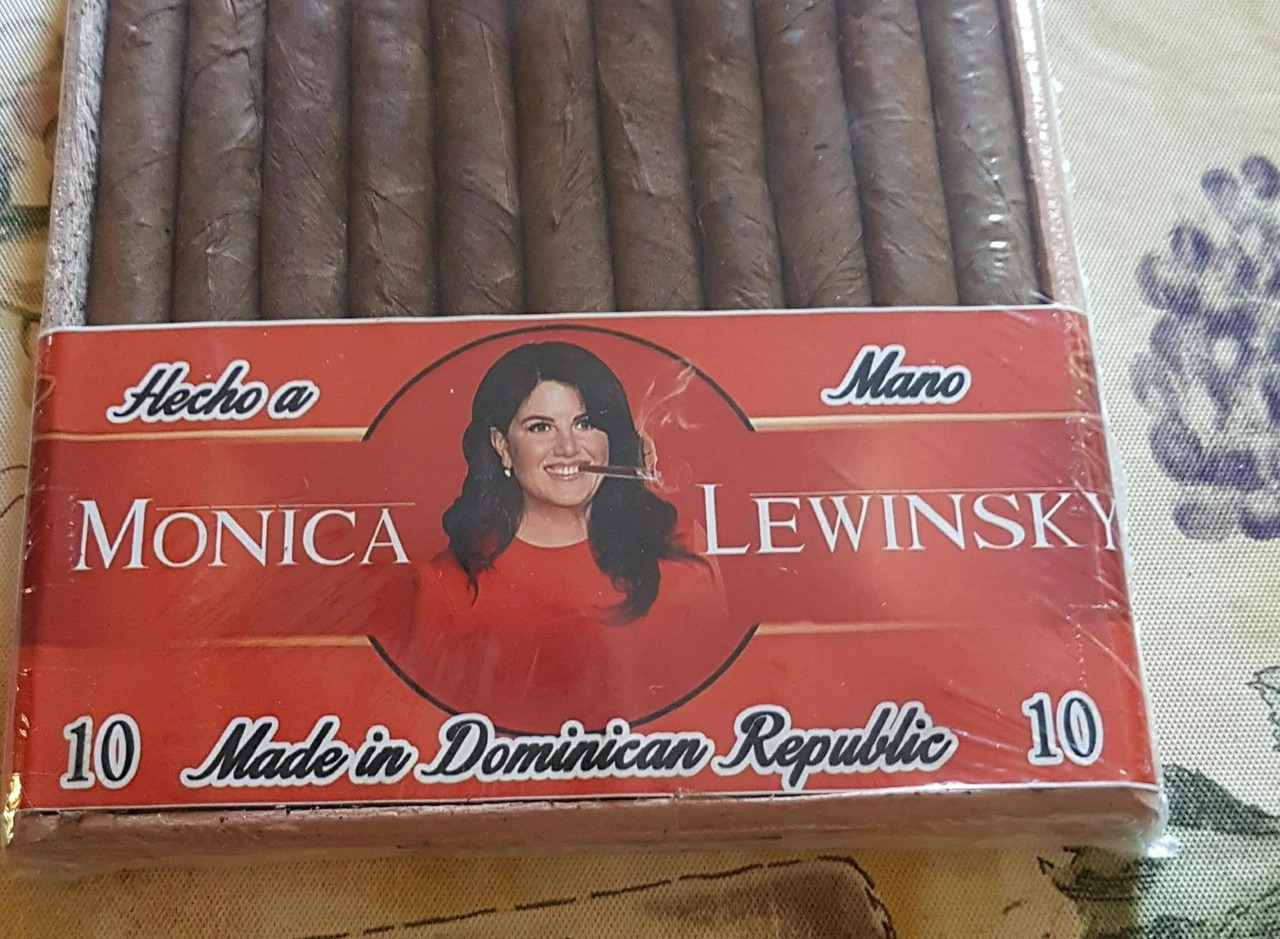 Hecho a Mano
MONICA LEWINSKY
10 Made in Dominican Republic 10